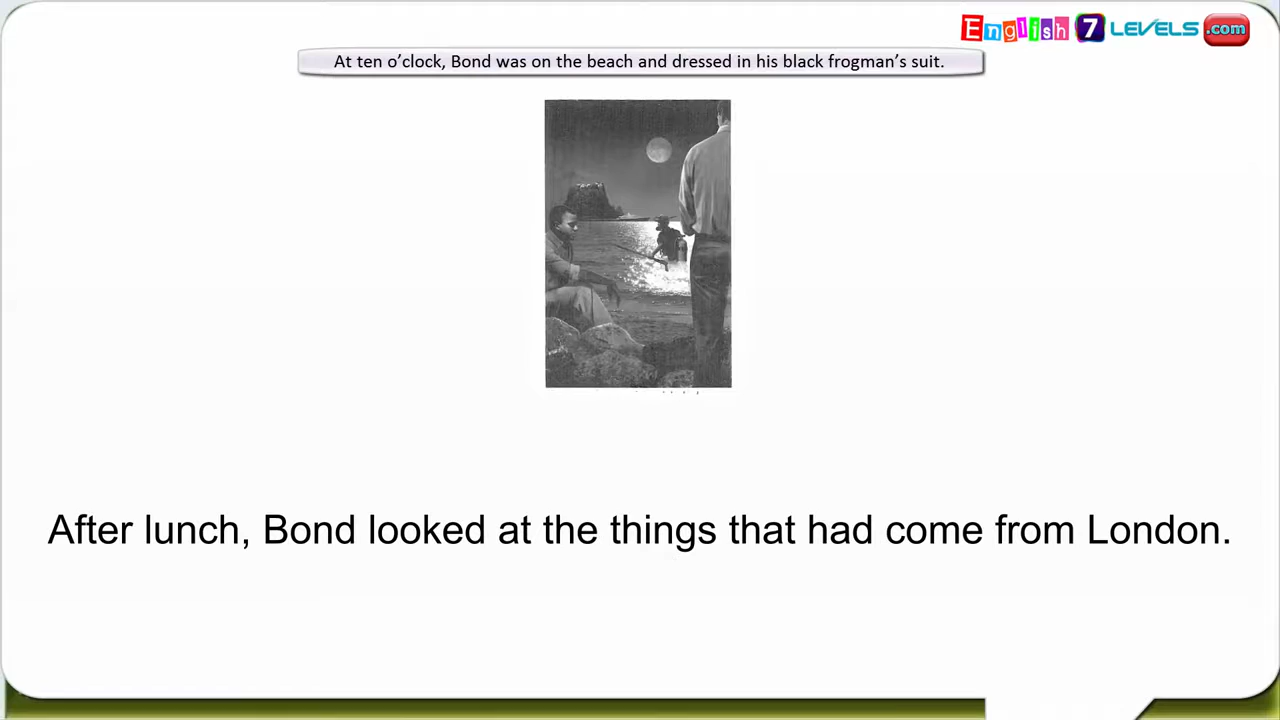 English 7 LEVELS .com
At ten o’clock, Bond was on the beach and dressed in his black frogman’s suit.
After lunch, Bond looked at the things that had come from London.